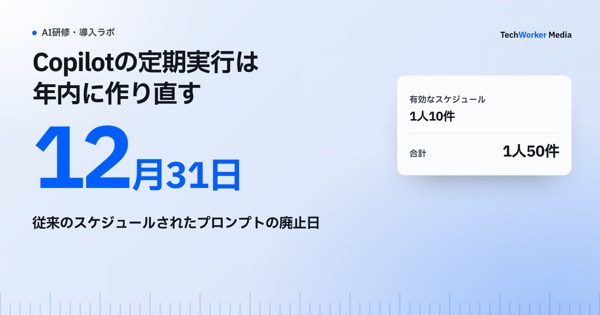 AI研修・導入ラボ
TechWorker Media
Copilotの定期実行は
年内に作り直す
12月31日
従来のスケジュールされたプロンプトの廃止日
有効なスケジュール
1人10件
合計 1人50件